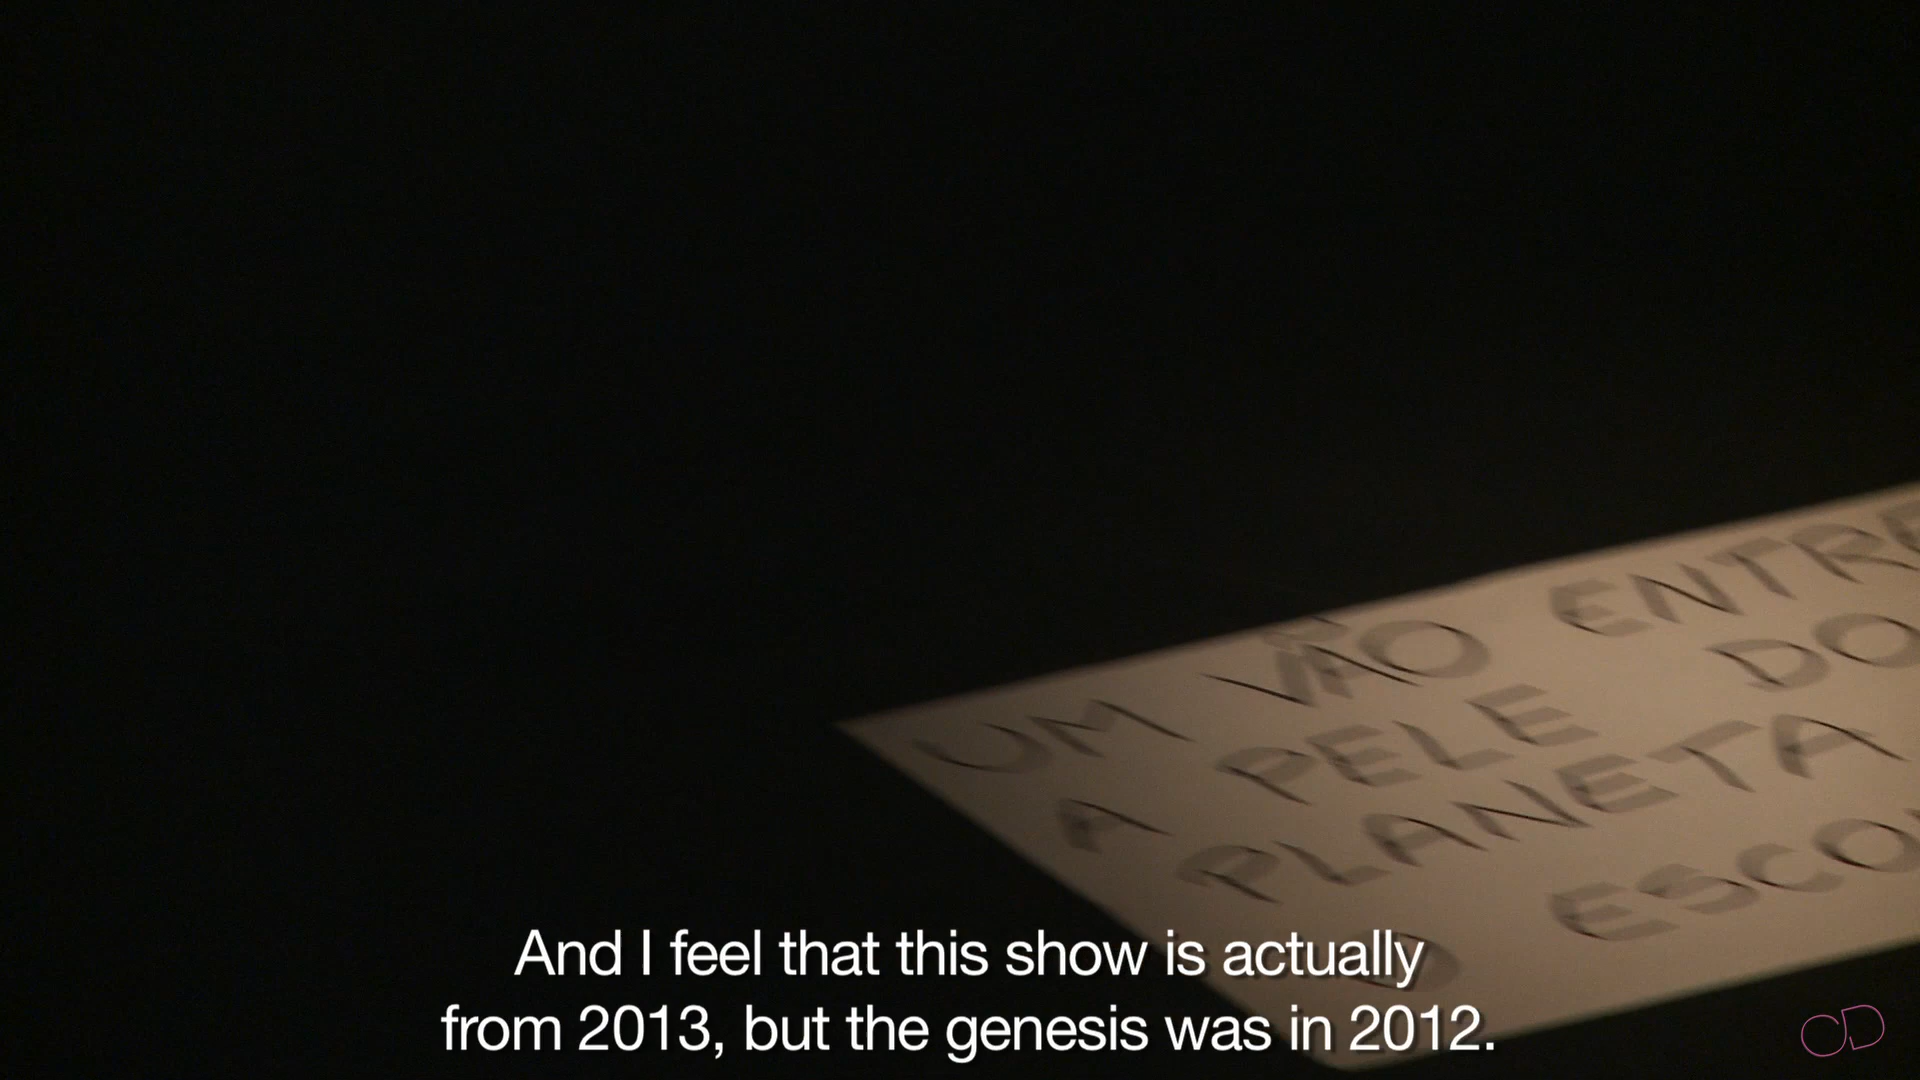 UM VÃO ENTRE
A PELE DO
PLANETA
O ESCO
And I feel that this show is actually
from 2013, but the genesis was in 2012.